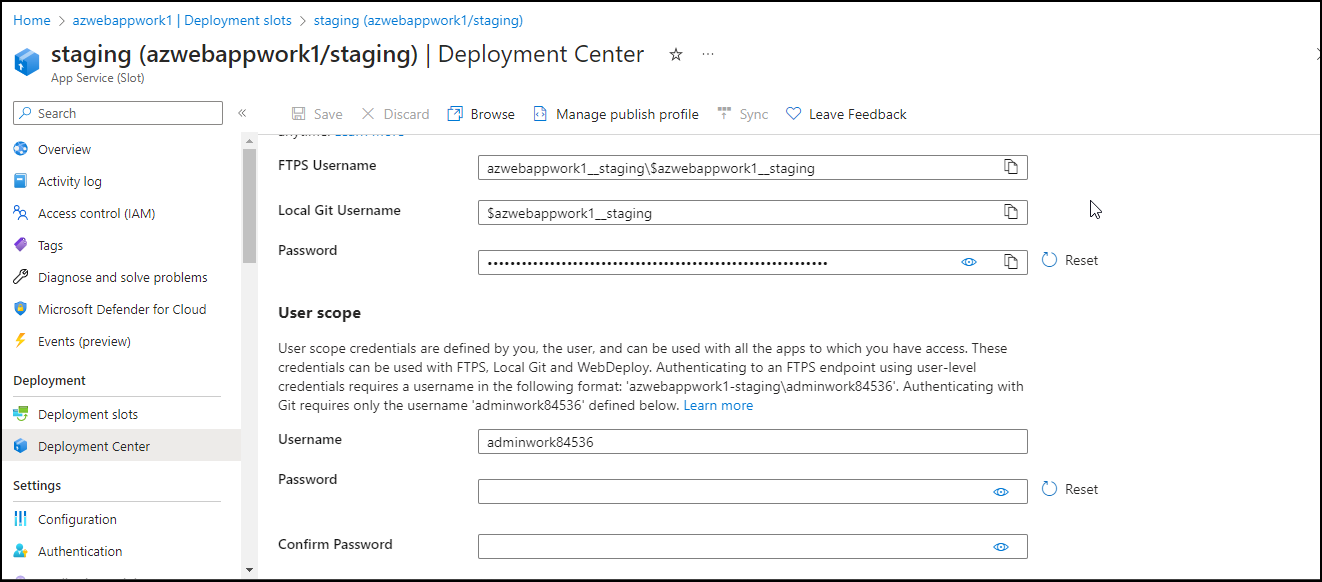 Home > azwebappwork1 | Deployment slots > staging (azwebappwork1/staging)
staging (azwebappwork1/staging) | Deployment Center
App Service (Slot)
Search
Save Discard Browse Manage publish profile Sync Leave Feedback
Overview
Activity log
Access control (IAM)
Tags
Diagnose and solve problems
Microsoft Defender for Cloud
Events (preview)
Deployment
Deployment slots
Deployment Center
Settings
Configuration
Authentication
anytime. Learn more
FTPS Username
azwebappwork1__staging\$azwebappwork1__staging
Local Git Username
$azwebappwork1__staging
Password
Reset
User scope
User scope credentials are defined by you, the user, and can be used with all the apps to which you have access. These
credentials can be used with FTPS, Local Git and WebDeploy. Authenticating to an FTPS endpoint using user-level
credentials requires a username in the following format: 'azwebappwork1-staging\adminwork84536'. Authenticating with
Git requires only the username 'adminwork84536' defined below. Learn more
Username
adminwork84536
Password
Reset
Confirm Password